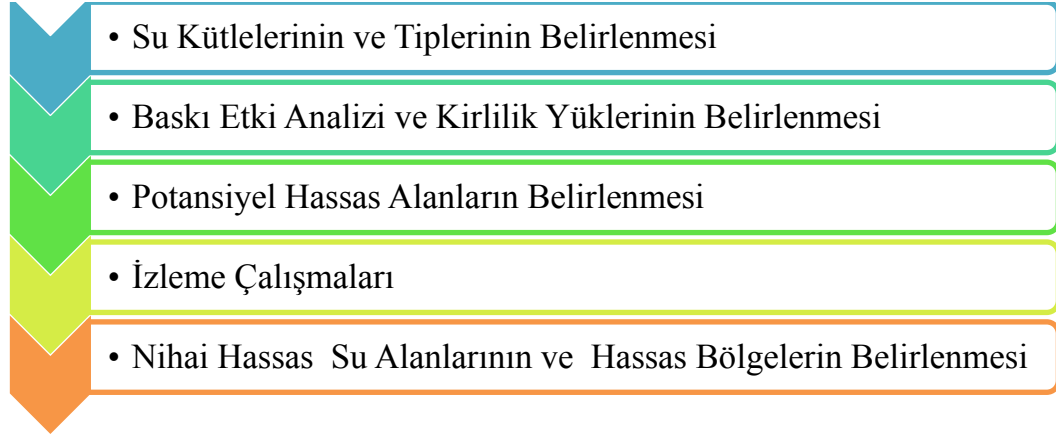 • Su Kütlelerinin ve Tiplerinin Belirlenmesi
• Baskı Etki Analizi ve Kirlilik Yüklerinin Belirlenmesi
• Potansiyel Hassas Alanların Belirlenmesi
• İzleme Çalışmaları
• Nihai Hassas  Su Alanlarının ve  Hassas Bölgelerin Belirlenmesi